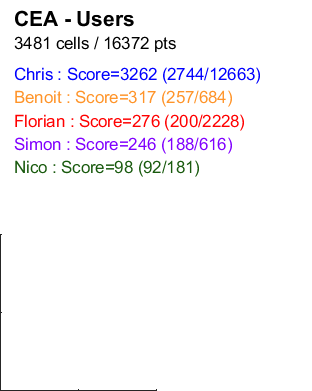 CEA - Users
3481 cells / 16372 pts
Chris : Score=3262 (2744/12663)
Benoit : Score=317 (257/684)
Florian : Score=276 (200/2228)
Simon : Score=246 (188/616)
Nico : Score=98 (92/181)